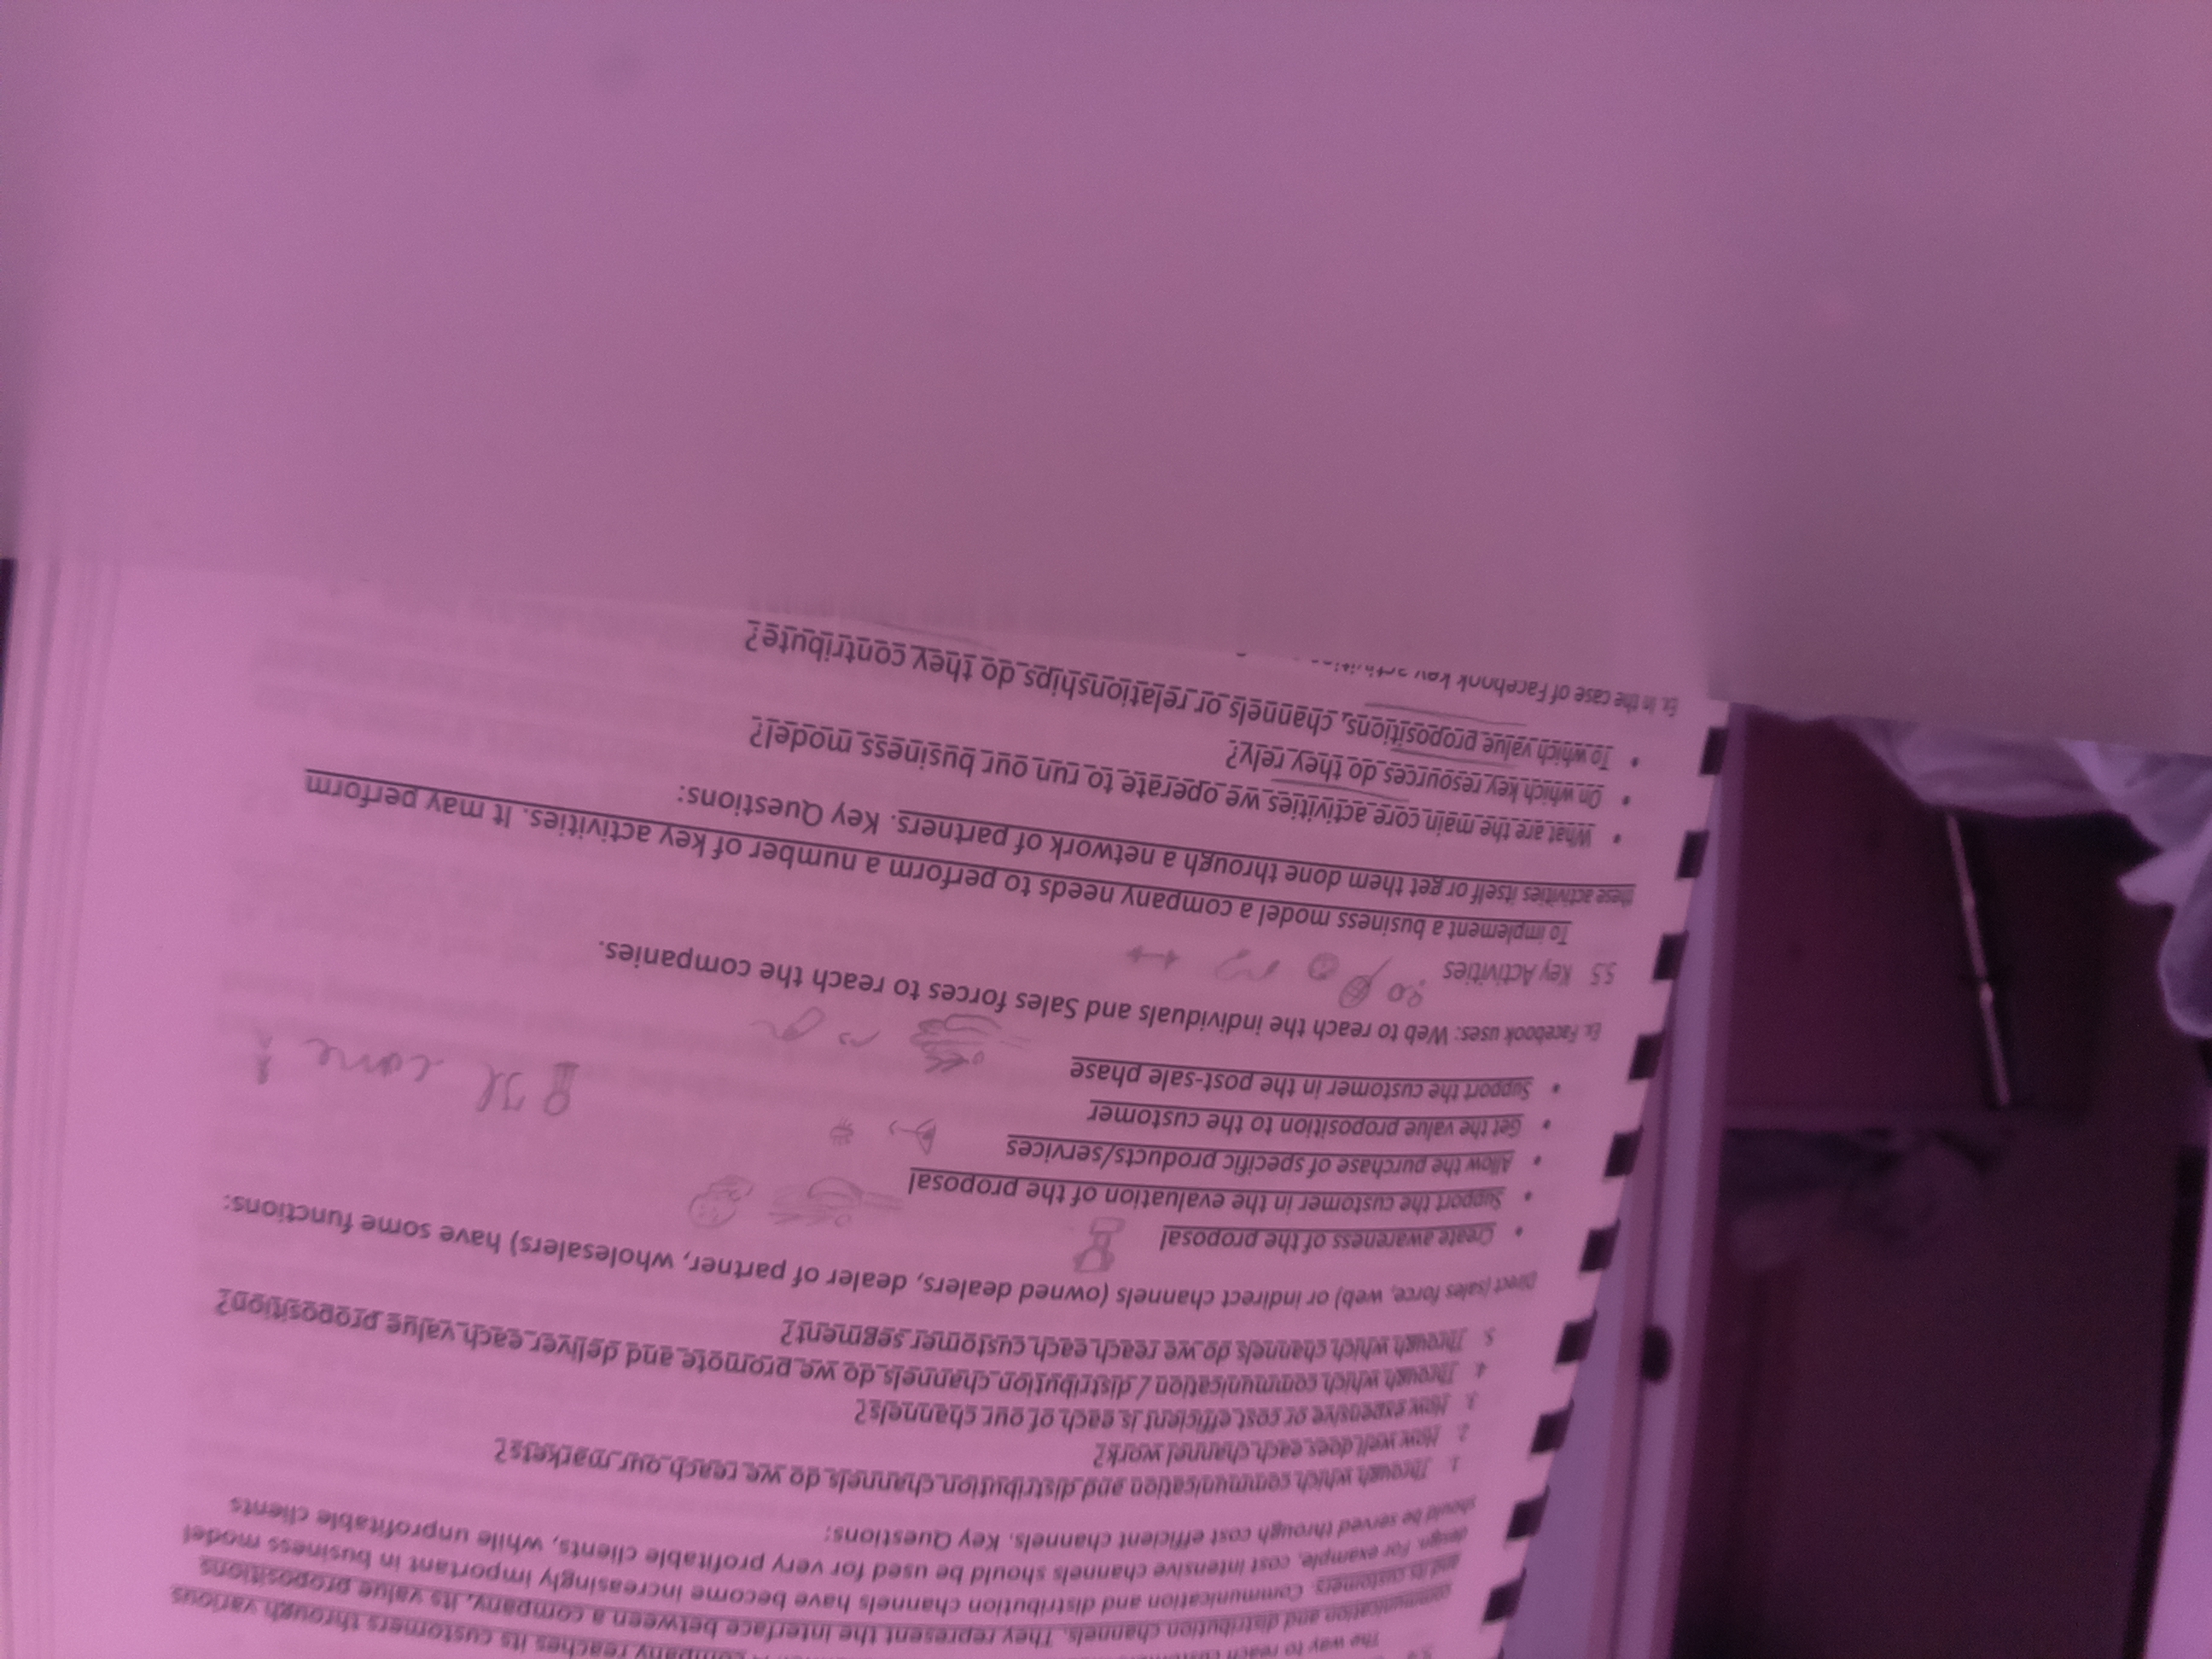 5.4
The way to reach custom company reaches its customers through various
communication and distribution channels. They represent the interface between a company, its value propositions
and its customers. Communication and distribution channels have become increasingly important in business model
design. For example, cost intensive channels should be used for very profitable clients, while unprofitable clients
should be served through cost efficient channels. Key Questions:
1. Through which communication and distribution channels do we reach our markets?
2. How well does each channel work?
3. How expensive or cost efficient is each of our channels?
4. Through which communication / distribution channels do we promote and deliver each value proposition?
5. Through which channels do we reach each customer segment?
Direct (sales force, web) or indirect channels (owned dealers, dealer of partner, wholesalers) have some functions:
• Create awareness of the proposal
• Support the customer in the evaluation of the proposal
• Allow the purchase of specific products/services
• Get the value proposition to the customer
• Support the customer in the post-sale phase
come
Ex. Facebook uses: Web to reach the individuals and Sales forces to reach the companies.
5.5 Key Activities
To implement a business model a company needs to perform a number of key activities. It may perform
these activities itself or get them done through a network of partners. Key Questions:
• What are the main core activities we operate to run our business model?
• On which key resources do they rely?
• To which value propositions, channels or relationships do they contribute?
Ex. In the case of Facebook key